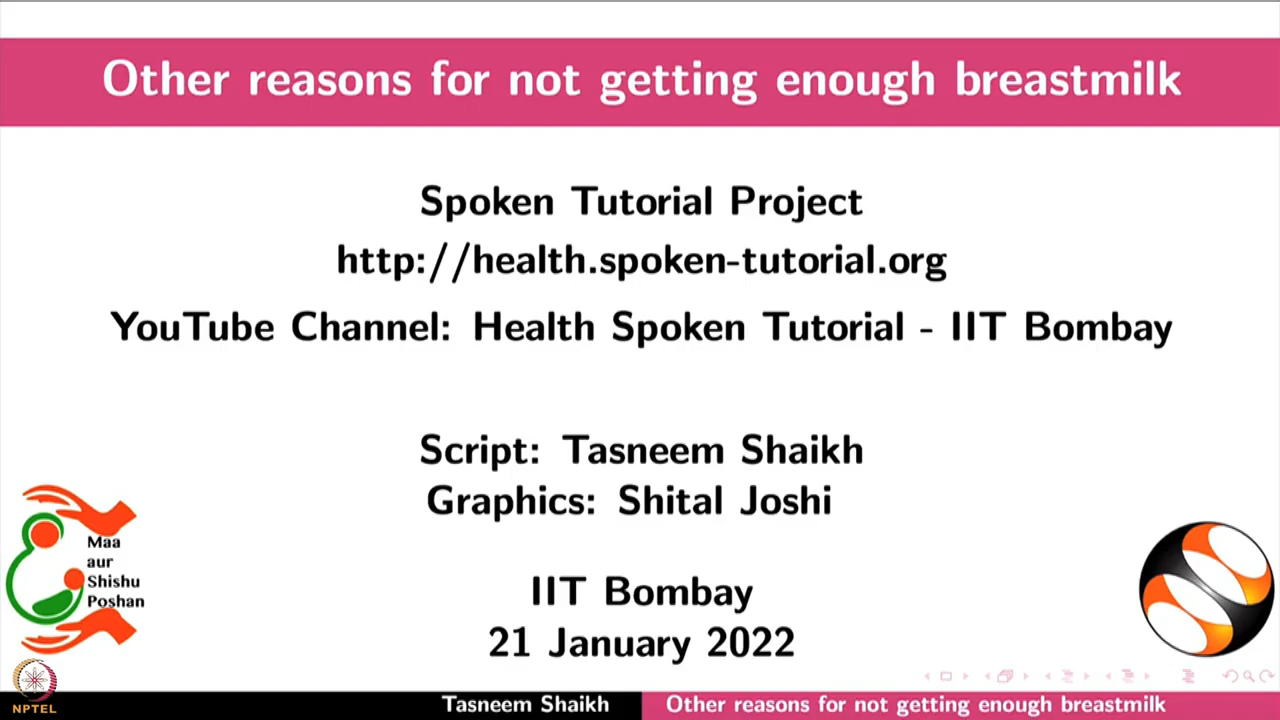 Other reasons for not getting enough breastmilk
Spoken Tutorial Project
http://health.spoken-tutorial.org
YouTube Channel: Health Spoken Tutorial - IIT Bombay
Script: Tasneem Shaikh
Graphics: Shital Joshi
Maa
aur
Shishu
Poshan
IIT Bombay
21 January 2022
NPTEL
Tasneem Shaikh
Other reasons for not getting enough breastmilk